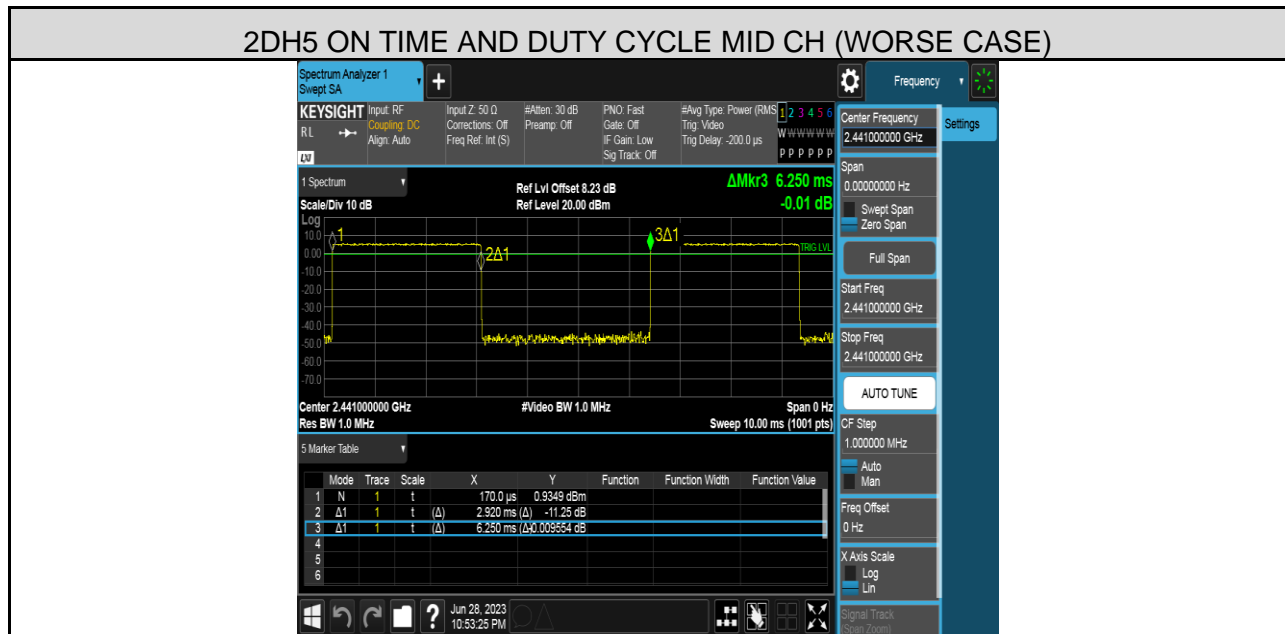 2DH5 ON TIME AND DUTY CYCLE MID CH (WORSE CASE)
Spectrum Analyzer 1
Swept SA
+
Frequency
KEYSIGHT
RL
LXI
Input: RF
Coupling: DC
Align: Auto
Input Z: 50 Ω
Corrections: Off
Freq Ref: Int (S)
#Atten: 30 dB
Preamp: Off
PNO: Fast
Gate: Off
IF Gain: Low
Sig Track: Off
#Avg Type: Power (RMS
Trig: Video
Trig Delay: -200.0 µs
1 2 3 4 5 6
W W W W W W
P P P P P P
1 Spectrum
Scale/Div 10 dB
Ref Lvl Offset 8.23 dB
Ref Level 20.00 dBm
ΔMkr3 6.250 ms
-0.01 dB
Log
10.0
0.00
-10.0
-20.0
-30.0
-40.0
-50.0
-60.0
-70.0
1
2Δ1
3Δ1
TRIG LVL
Center 2.441000000 GHz
#Video BW 1.0 MHz
Span 0 Hz
Res BW 1.0 MHz
Sweep 10.00 ms (1001 pts)
5 Marker Table
Mode Trace Scale X Y Function Function Width Function Value
1 N 1 t 170.0 µs 0.9349 dBm
2 Δ1 1 t (Δ) 2.920 ms (Δ) -11.25 dB
3 Δ1 1 t (Δ) 6.250 ms (Δ) -0.009554 dB
4
5
6
Center Frequency
2.441000000 GHz
Settings
Span
0.00000000 Hz
Swept Span
Zero Span
Full Span
Start Freq
2.441000000 GHz
Stop Freq
2.441000000 GHz
AUTO TUNE
CF Step
1.000000 MHz
Auto
Man
Freq Offset
0 Hz
X Axis Scale
Log
Lin
Signal Track
(Span Zoom)
?
Jun 28, 2023
10:53:25 PM